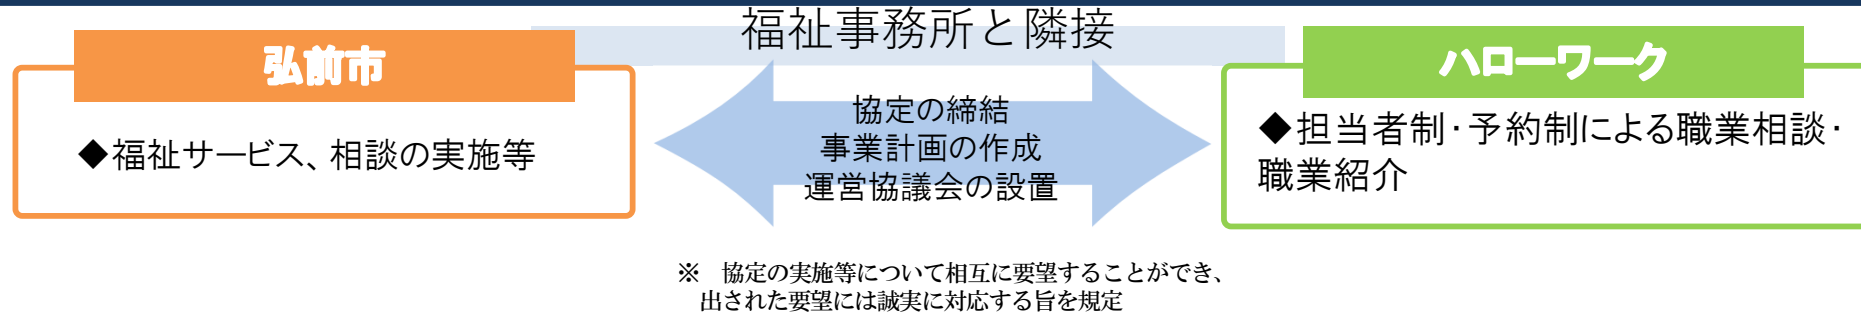 福祉事務所と隣接
弘前市
◆福祉サービス、相談の実施等
協定の締結
事業計画の作成
運営協議会の設置
ハローワーク
◆担当者制・予約制による職業相談・
職業紹介
※　協定の実施等について相互に要望することができ、
出された要望には誠実に対応する旨を規定